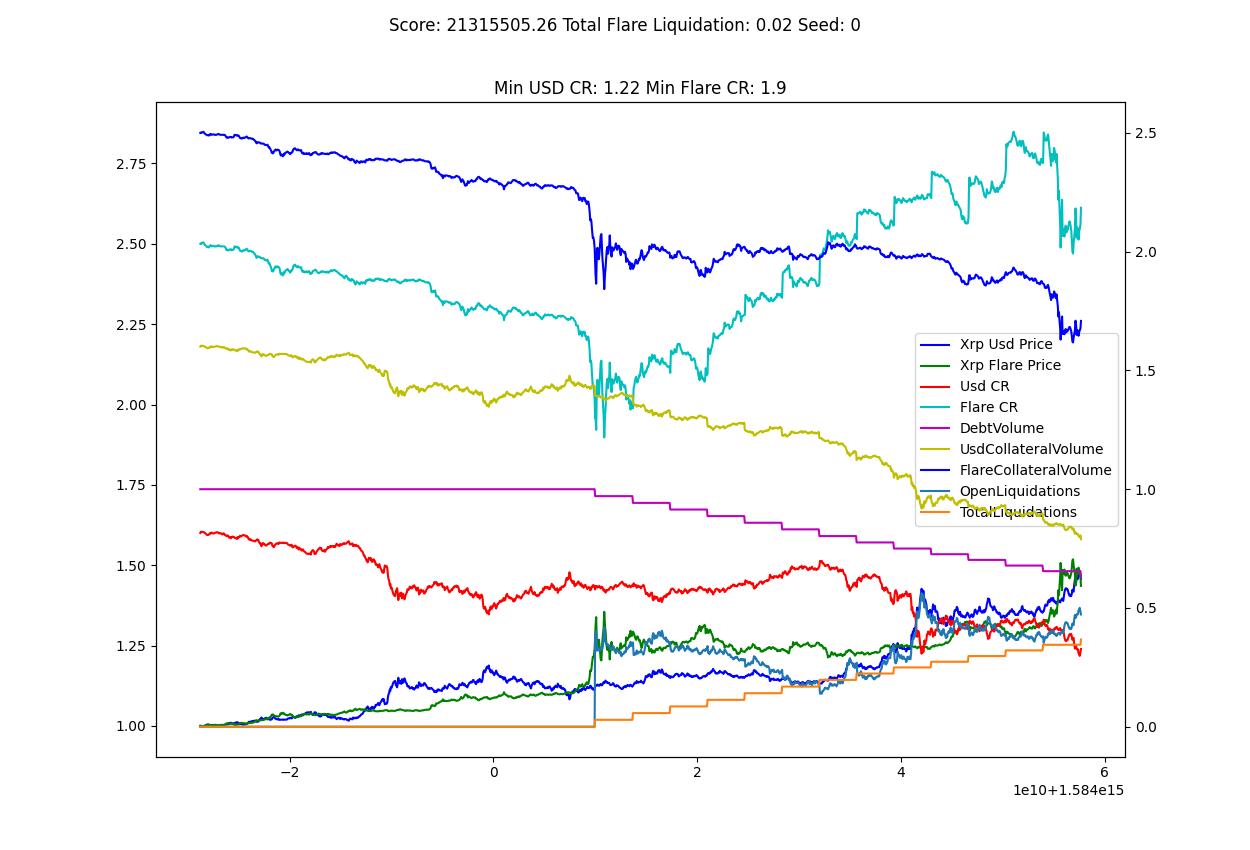 Score: 21315505.26 Total Flare Liquidation: 0.02 Seed: 0
Min USD CR: 1.22 Min Flare CR: 1.9
2.75
2.50
2.25
2.00
1.75
1.50
1.25
1.00
2.5
2.0
1.5
1.0
0.5
0.0
Xrp Usd Price
Xrp Flare Price
Usd CR
Flare CR
DebtVolume
UsdCollateralVolume
FlareCollateralVolume
OpenLiquidations
TotalLiquidations
−2
0
2
4
6
1e10+1.584e15